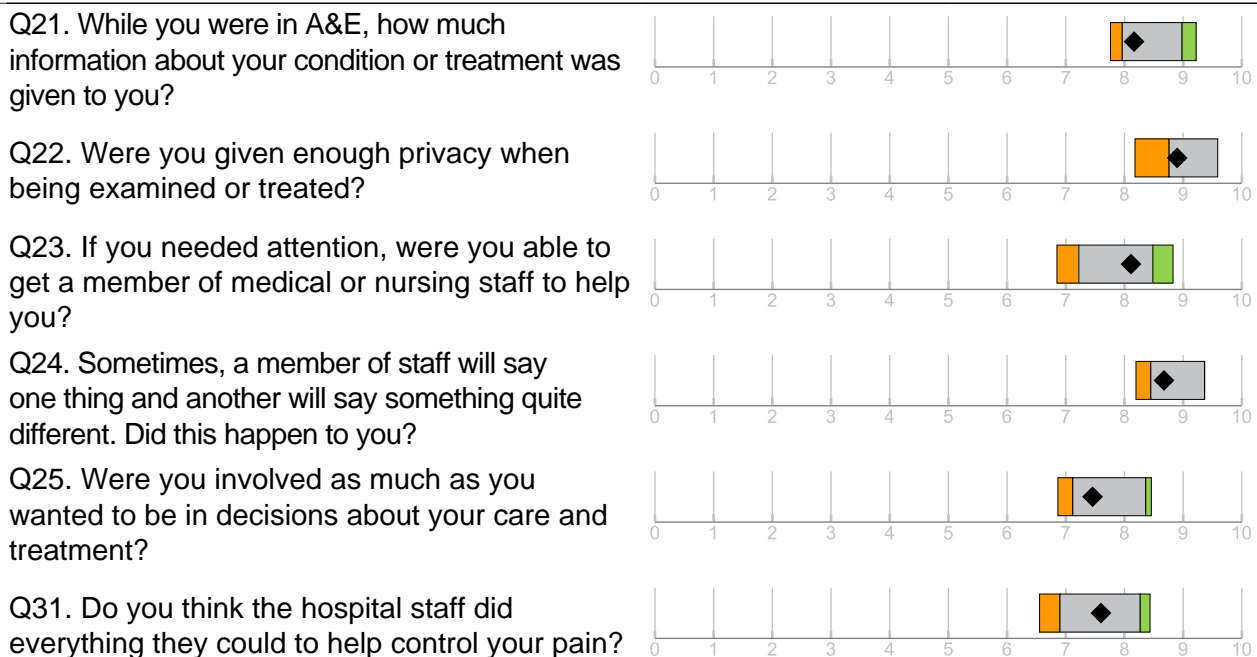 Q21. While you were in A&E, how much
information about your condition or treatment was
given to you?
0 1 2 3 4 5 6 7 8 9 10
Q22. Were you given enough privacy when
being examined or treated?
0 1 2 3 4 5 6 7 8 9 10
Q23. If you needed attention, were you able to
get a member of medical or nursing staff to help
you?
0 1 2 3 4 5 6 7 8 9 10
Q24. Sometimes, a member of staff will say
one thing and another will say something quite
different. Did this happen to you?
0 1 2 3 4 5 6 7 8 9 10
Q25. Were you involved as much as you
wanted to be in decisions about your care and
treatment?
0 1 2 3 4 5 6 7 8 9 10
Q31. Do you think the hospital staff did
everything they could to help control your pain?
0 1 2 3 4 5 6 7 8 9 10